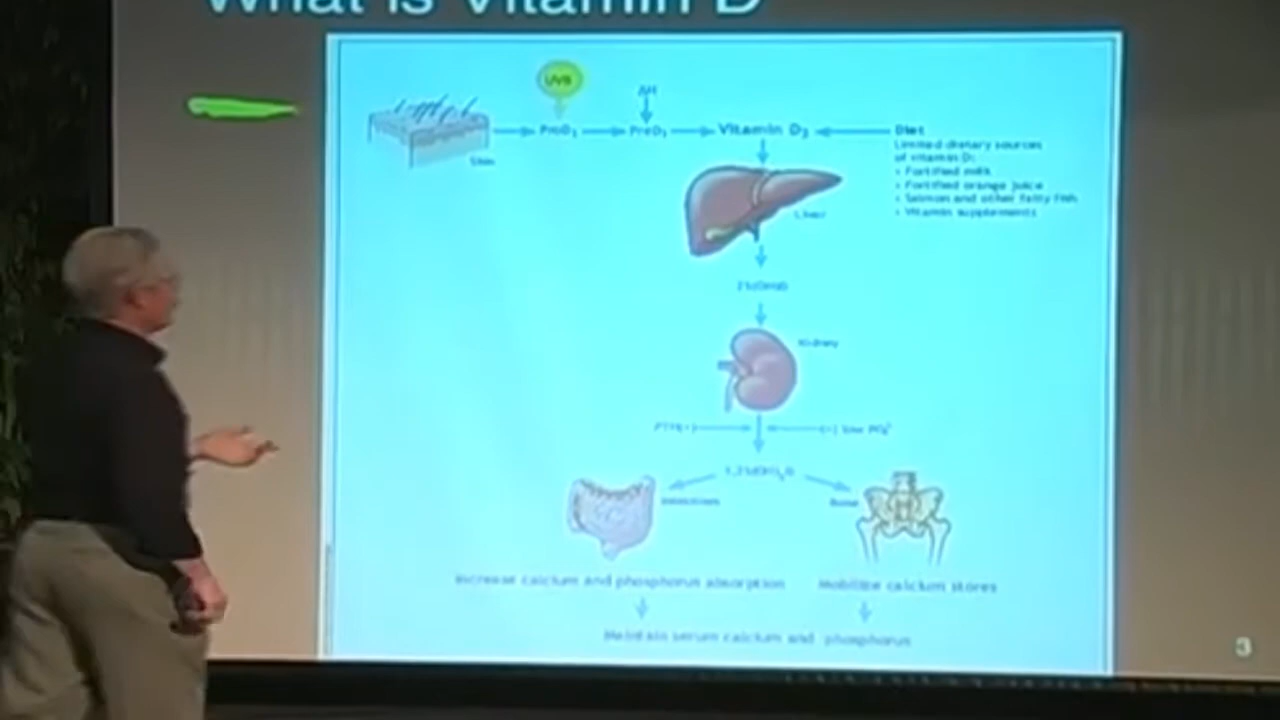 What is Vitamin D
UVB
ΔH
Skin
ProD₃
PreD₃
Vitamin D₃
Diet
Limited dietary sources
of vitamin D:
• Fortified milk
• Fortified orange juice
• Salmon and other fatty fish
• Vitamin supplements
Liver
25(OH)D
Kidney
PTH(+)
(+) low PO₄
1,25(OH)₂D
Intestines
Bone
Increase calcium and phosphorus absorption
Mobilize calcium stores
Maintain serum calcium and phosphorus
3